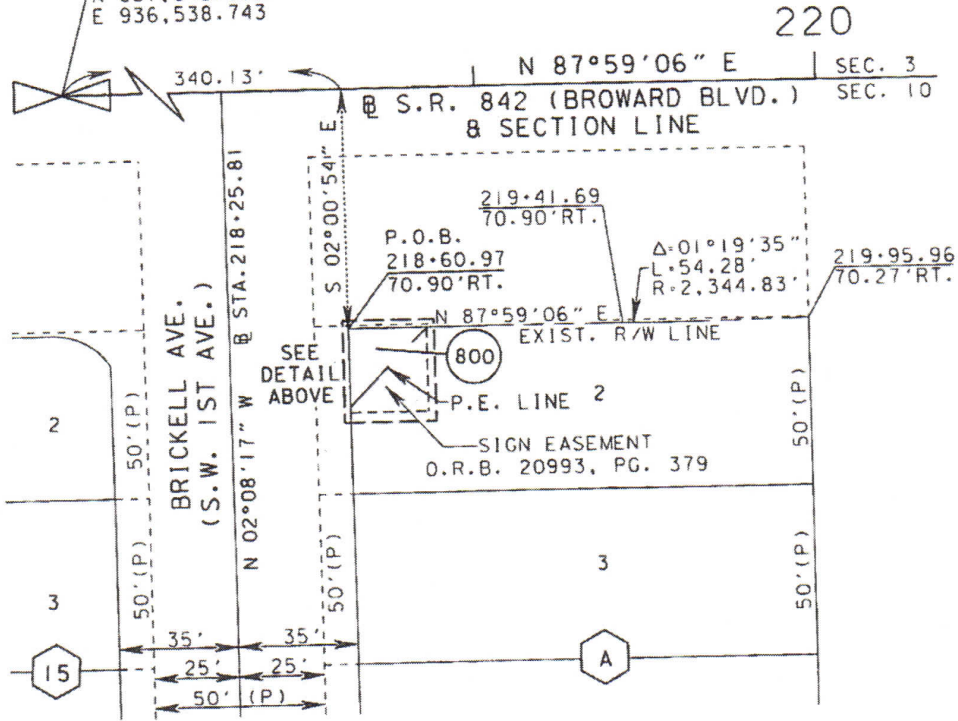 E 936,538.743
220
340.13'
N 87°59'06" E
SEC. 3
SEC. 10
℄ S.R. 842 (BROWARD BLVD.)
& SECTION LINE
S 02°00'54" E
℄ STA. 218+25.81
N 02°08'17" W
BRICKELL AVE.
(S.W. 1ST AVE.)
P.O.B.
218+60.97
70.90'RT.
219+41.69
70.90'RT.
Δ=01°19'35"
L=54.28'
R=2,344.83'
219+95.96
70.27'RT.
N 87°59'06" E
EXIST. R/W LINE
SEE
DETAIL
ABOVE
800
P.E. LINE
2
SIGN EASEMENT
O.R.B. 20993, PG. 379
2
50'(P)
50'(P)
50'(P)
50'(P)
50'(P)
3
3
35'
35'
25'
25'
50' (P)
15
A